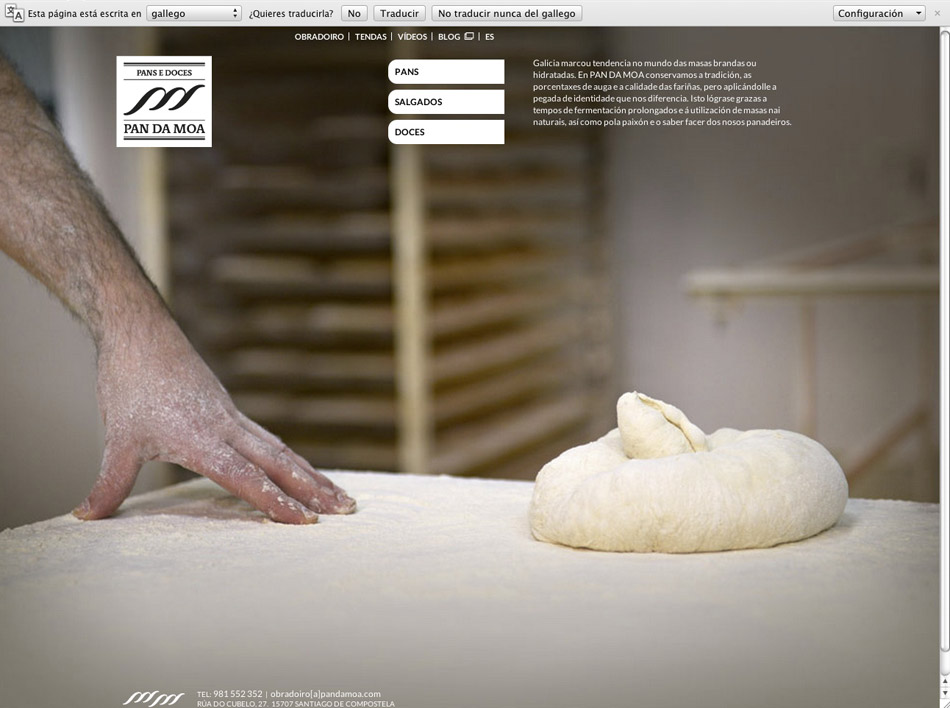 Esta página está escrita en gallego ¿Quieres traducirla? No Traducir No traducir nunca del gallego Configuración
OBRADOIRO | TENDAS | VÍDEOS | BLOG | ES
PANS E DOCES
PAN DA MOA
PANS
SALGADOS
DOCES
Galicia marcou tendencia no mundo das masas brandas ou
hidratadas. En PAN DA MOA conservamos a tradición, as
porcentaxes de auga e a calidade das fariñas, pero aplicándolle a
pegada de identidade que nos diferencia. Isto lógrase grazas a
tempos de fermentación prolongados e á utilización de masas nai
naturais, así como pola paixón e o saber facer dos nosos panadeiros.
TEL: 981 552 352 | obradoiro[a]pandamoa.com
RÚA DO CUBELO, 27, 15707 SANTIAGO DE COMPOSTELA